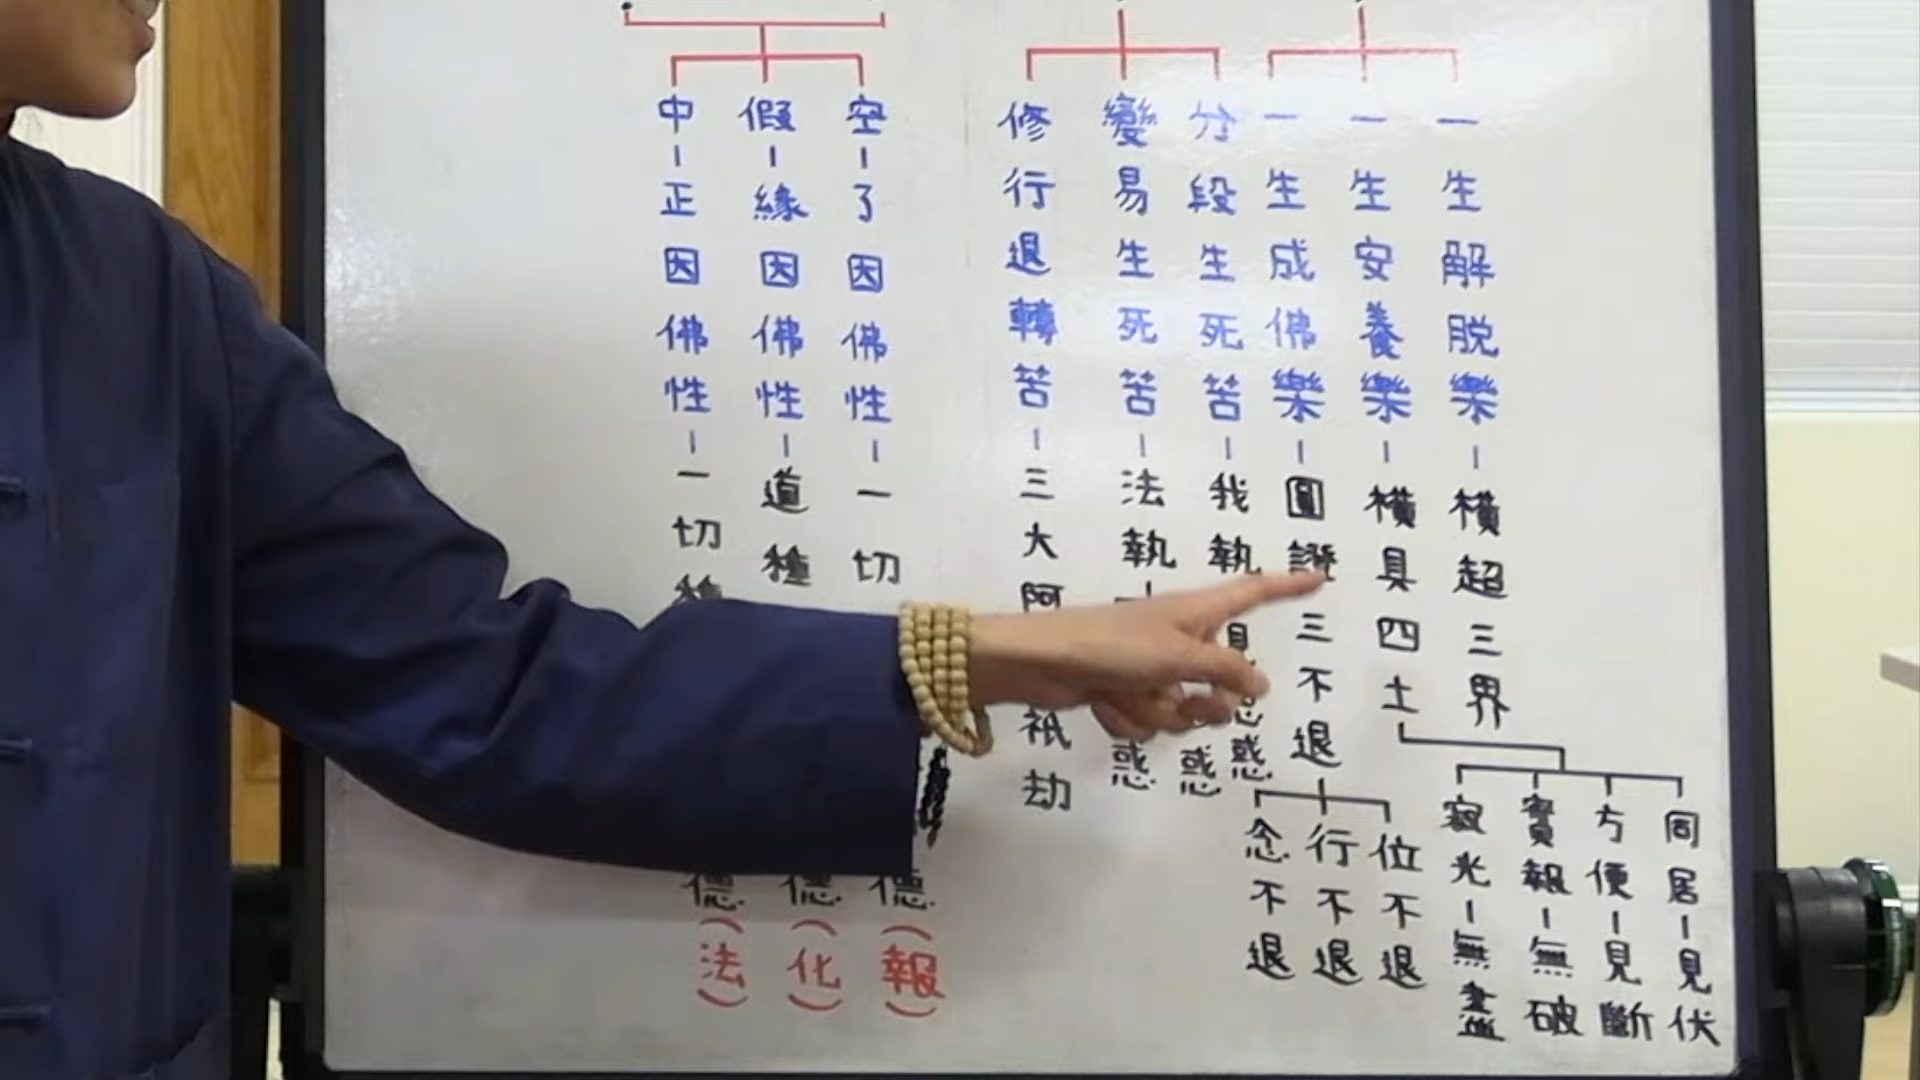 一生解脱樂－橫超三界
一生安養樂－橫具四土
同居－見伏
方便－見斷
實報－無破
寂光－無盡
一生成佛樂－圓證三不退
位不退
行不退
念不退
分段生死苦－我執
見
惑
惑
變易生死苦－法執－
惑
修行退轉苦－三大阿
祇劫
空－了因佛性－一切
德（報）
假－緣因佛性－道種
德（化）
中－正因佛性－一切種
德（法）